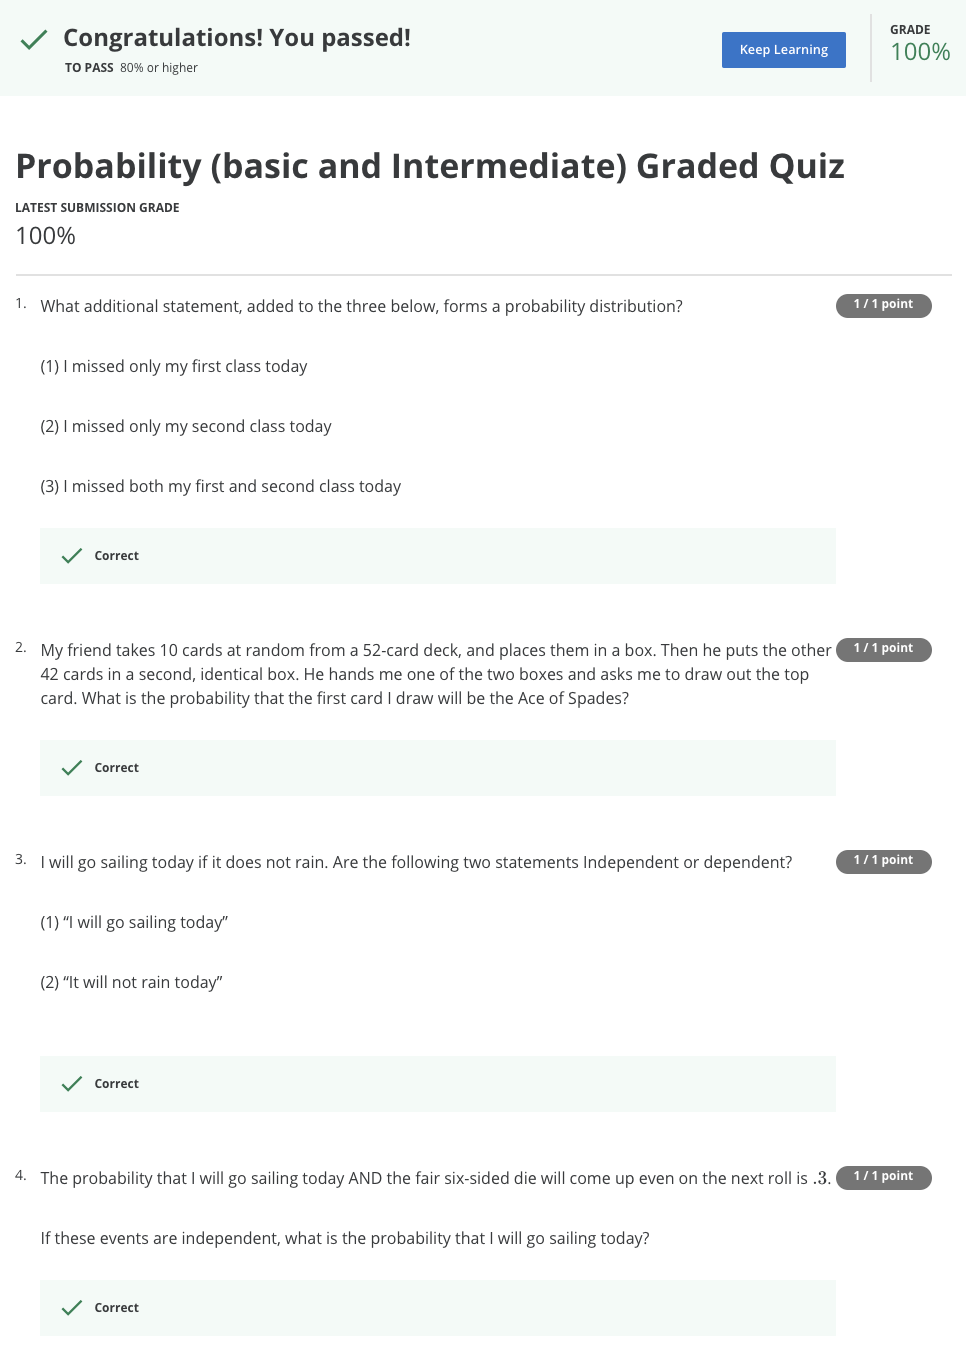 Congratulations! You passed!
TO PASS 80% or higher
Keep Learning
GRADE
100%
Probability (basic and Intermediate) Graded Quiz
LATEST SUBMISSION GRADE
100%
1. What additional statement, added to the three below, forms a probability distribution?
1 / 1 point
(1) I missed only my first class today
(2) I missed only my second class today
(3) I missed both my first and second class today
Correct
2. My friend takes 10 cards at random from a 52-card deck, and places them in a box. Then he puts the other
42 cards in a second, identical box. He hands me one of the two boxes and asks me to draw out the top
card. What is the probability that the first card I draw will be the Ace of Spades?
1 / 1 point
Correct
3. I will go sailing today if it does not rain. Are the following two statements Independent or dependent?
1 / 1 point
(1) “I will go sailing today”
(2) “It will not rain today”
Correct
4. The probability that I will go sailing today AND the fair six-sided die will come up even on the next roll is .3.
1 / 1 point
If these events are independent, what is the probability that I will go sailing today?
Correct